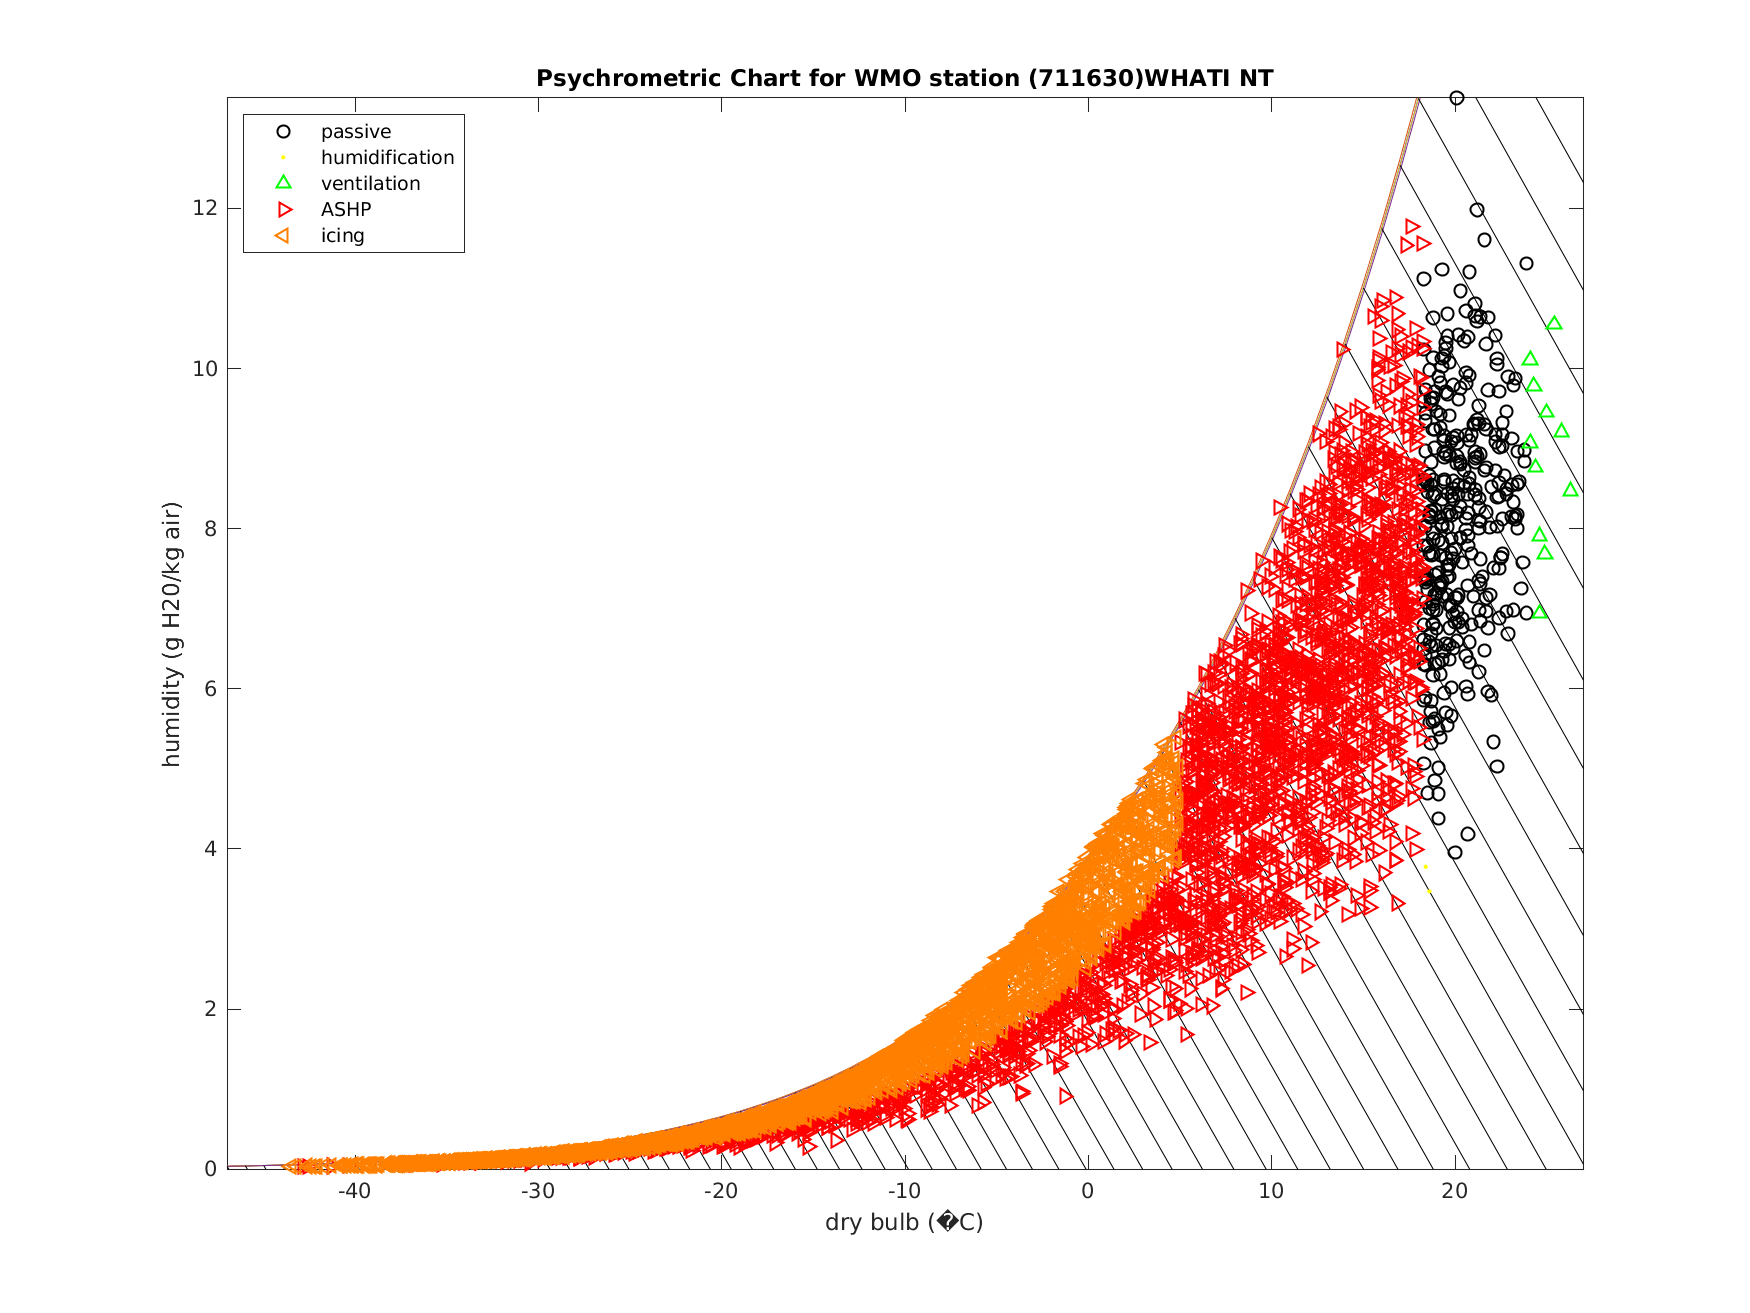 Psychrometric Chart for WMO station (711630)WHATI NT
passive
humidification
ventilation
ASHP
icing
12
10
8
6
4
2
0
humidity (g H20/kg air)
-40 -30 -20 -10 0 10 20
dry bulb (�C)